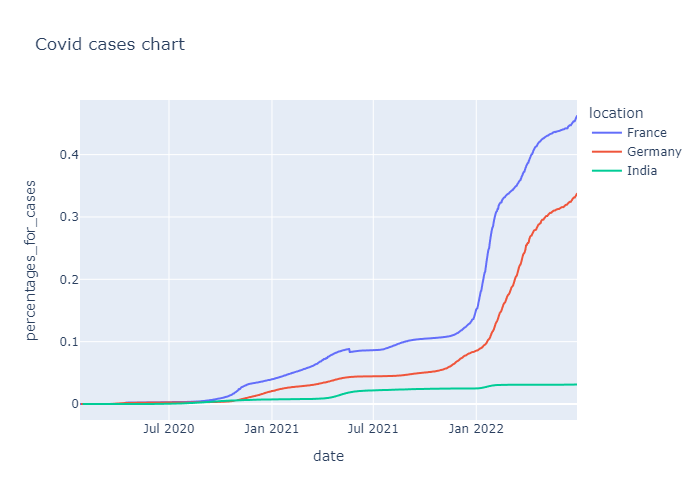 Covid cases chart
location
France
Germany
India
percentages_for_cases
0.4
0.3
0.2
0.1
0
Jul 2020
Jan 2021
Jul 2021
Jan 2022
date